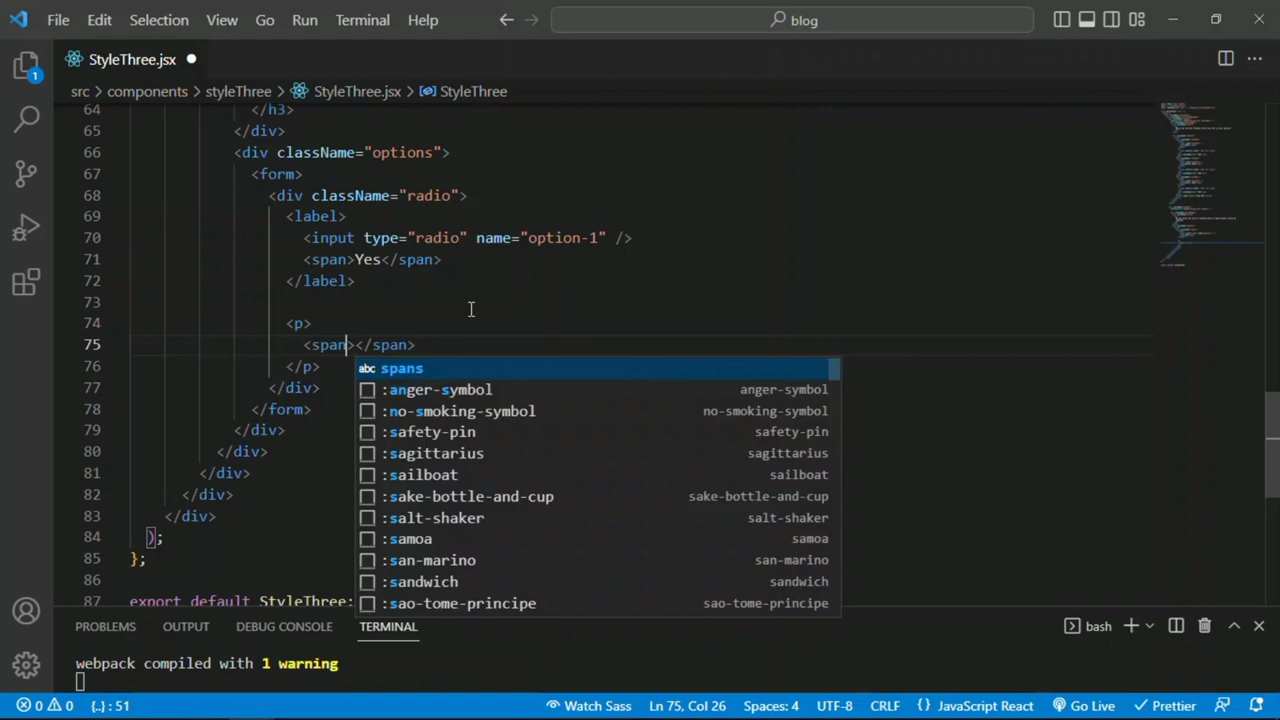 File Edit Selection View Go Run Terminal Help blog
1
StyleThree.jsx
src > components > styleThree > StyleThree.jsx > StyleThree
64 </h3>
65 </div>
66 <div className="options">
67 <form>
68 <div className="radio">
69 <label>
70 <input type="radio" name="option-1" />
71 <span>Yes</span>
72 </label>
73
74 <p>
75 <span></span>
76 </p>
77 </div>
78 </form>
79 </div>
80 </div>
81 </div>
82 </div>
83 </div>
84 );
85 };
86
87 export default StyleThree;
abc spans
:anger-symbol anger-symbol
:no-smoking-symbol no-smoking-symbol
:safety-pin safety-pin
:sagittarius sagittarius
:sailboat sailboat
:sake-bottle-and-cup sake-bottle-and-cup
:salt-shaker salt-shaker
:samoa samoa
:san-marino san-marino
:sandwich sandwich
:sao-tome-principe sao-tome-principe
PROBLEMS OUTPUT DEBUG CONSOLE TERMINAL bash
webpack compiled with 1 warning
0 0 {..} : 51 Watch Sass Ln 75, Col 26 Spaces: 4 UTF-8 CRLF {} JavaScript React Go Live Prettier